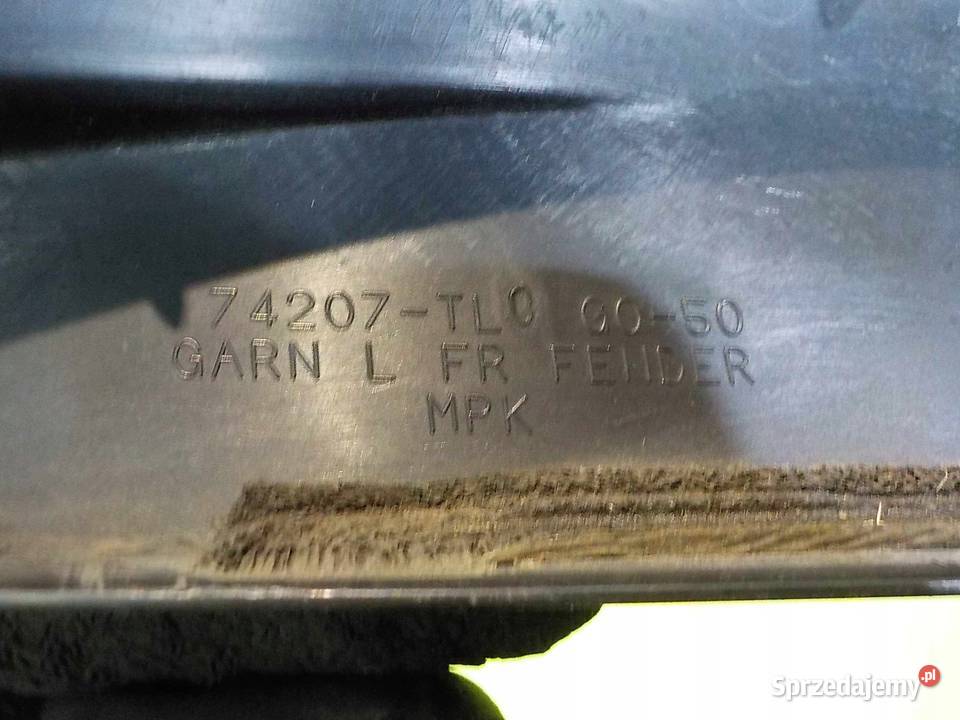 74207-TL0 G0-50
GARN L FR FENDER
MPK
Sprzedajemy.pl